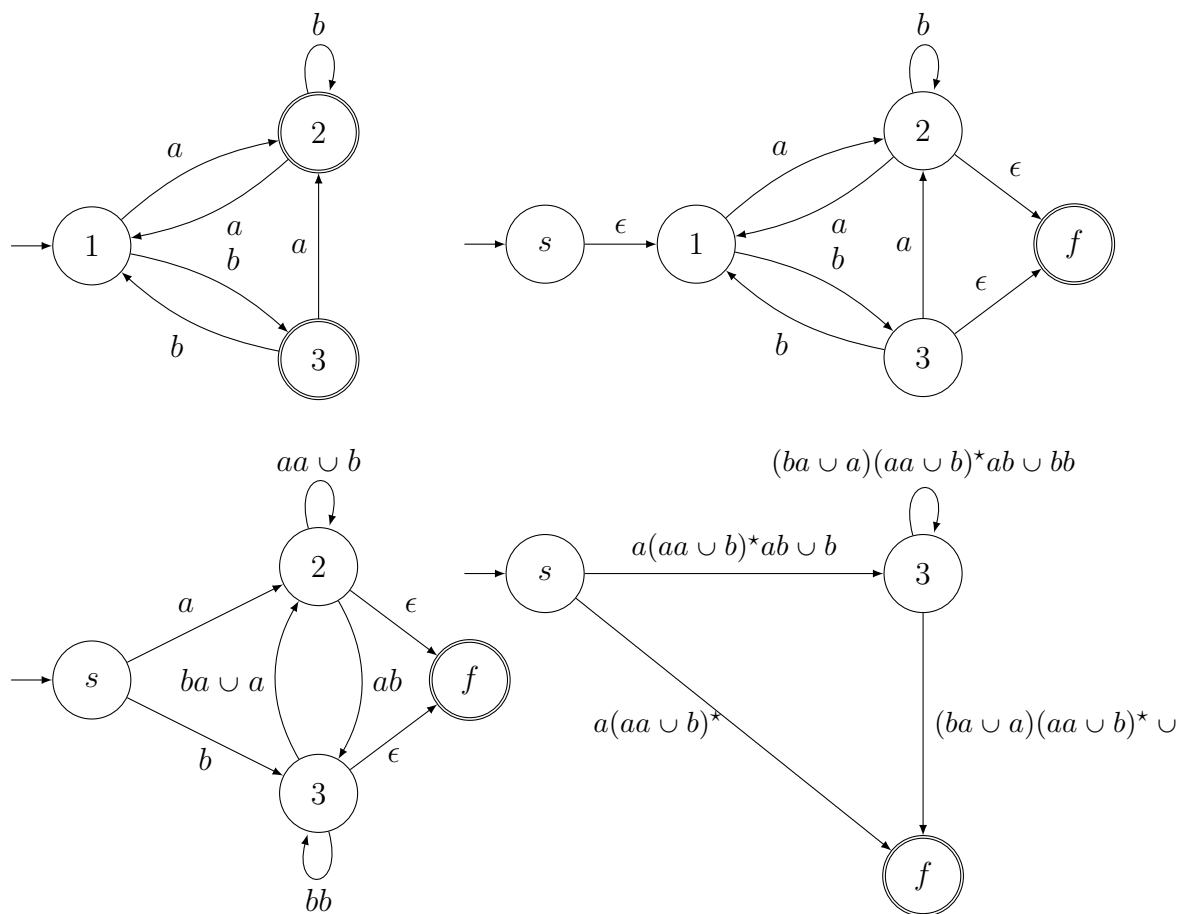 b
b
2
2
a
a
ϵ
a
a
1
a
s
ϵ
1
a
f
b
b
ϵ
b
b
3
3
aa ∪ b
(ba ∪ a)(aa ∪ b)⋆ab ∪ bb
2
a(aa ∪ b)⋆ab ∪ b
s
3
a
ϵ
s
ba ∪ a
ab
f
a(aa ∪ b)⋆
(ba ∪ a)(aa ∪ b)⋆ ∪
b
ϵ
3
f
bb